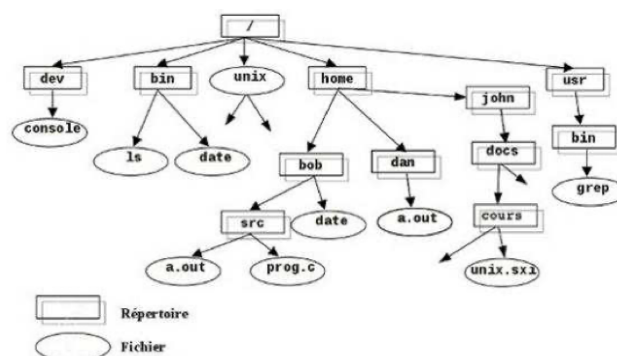 /
dev bin unix home usr
john
console
ls date bob dan docs bin
src date a.out cours grep
a.out prog.c unix.sxi
Répertoire
Fichier